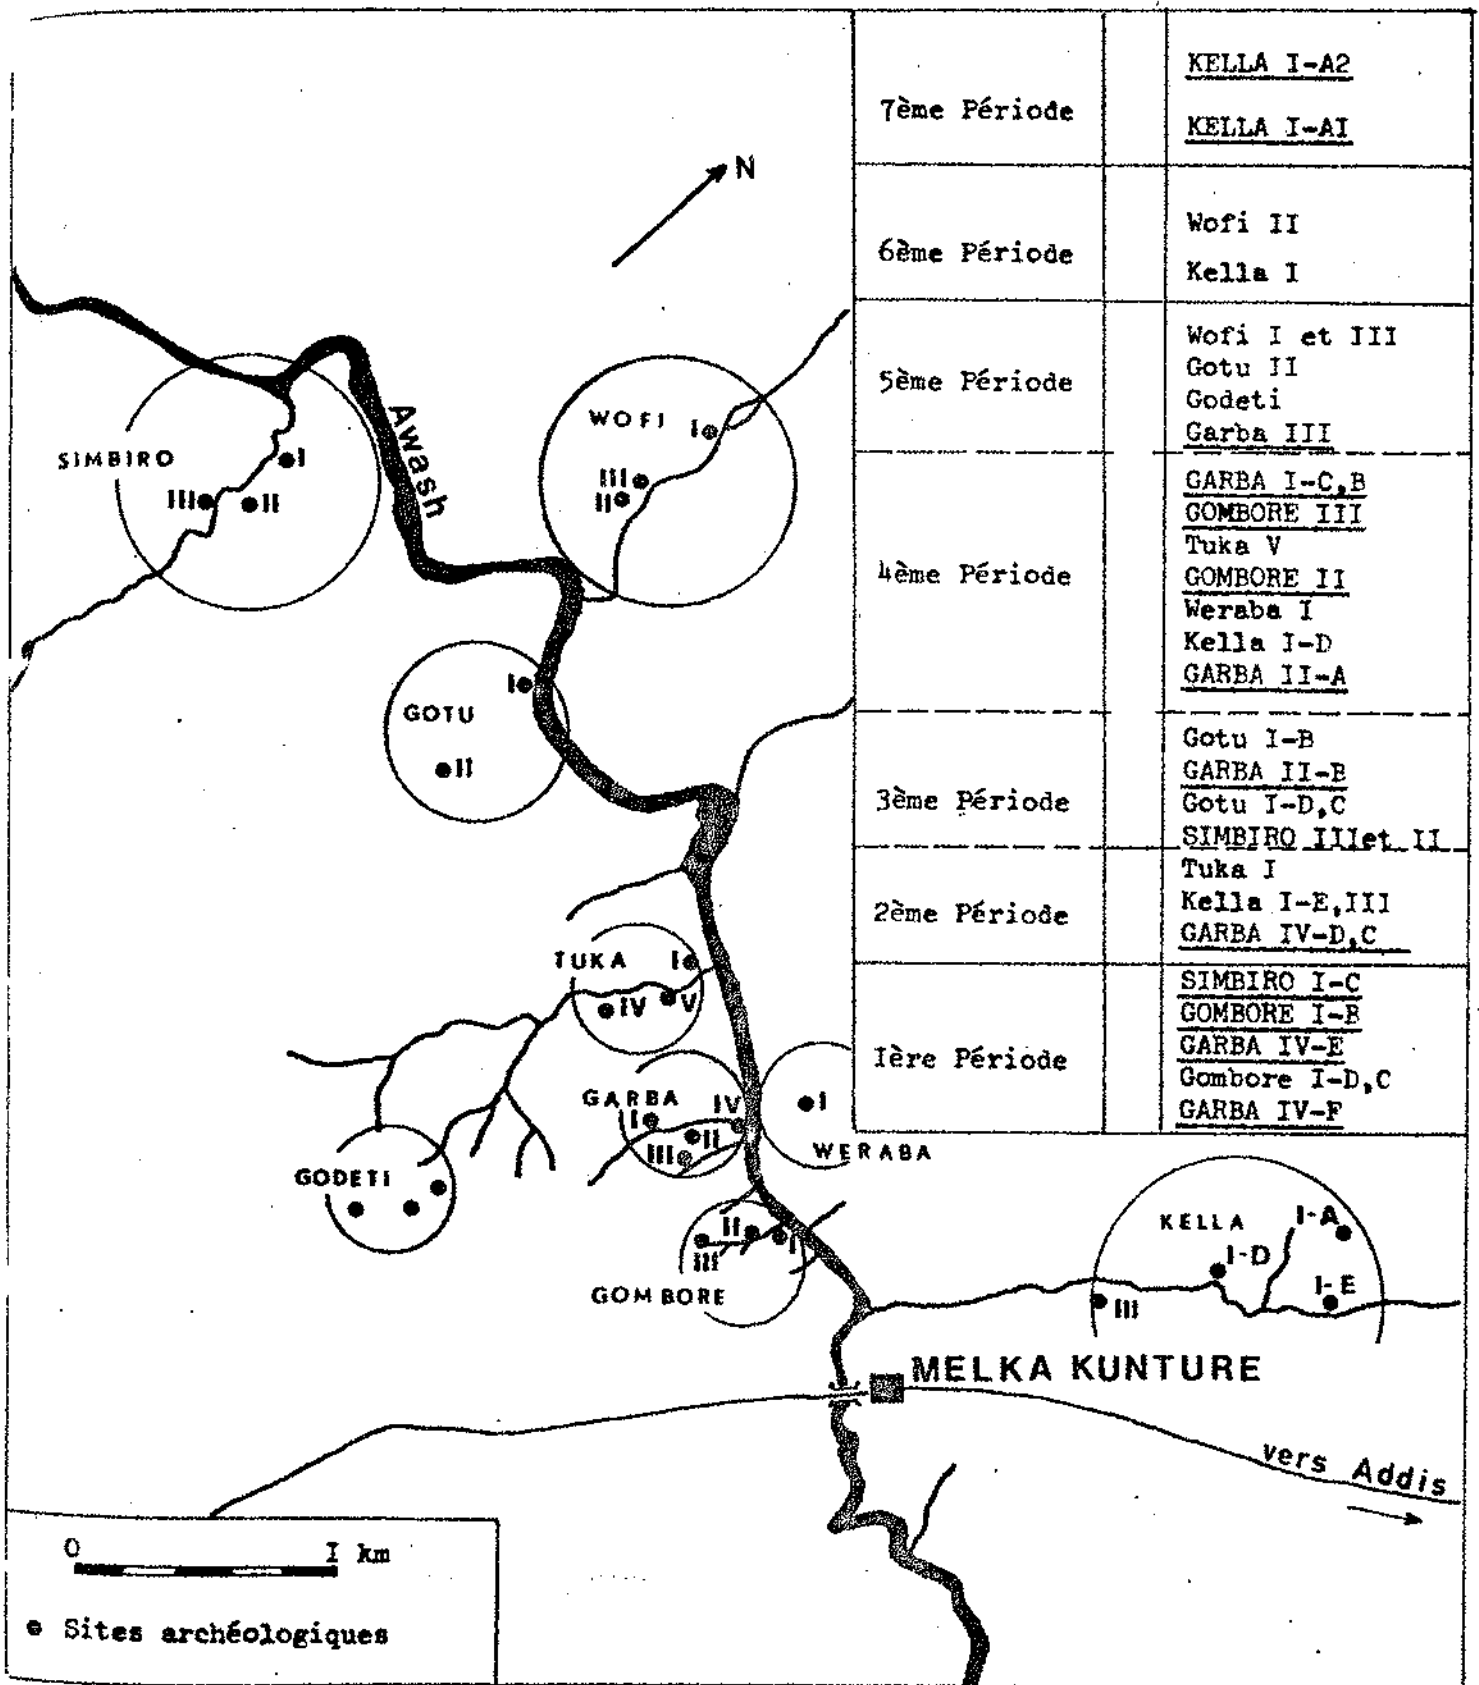 7ème Période
KELLA I-A2
KELLA I-AI
6ème Période
Wofi II
Kella I
5ème Période
Wofi I et III
Gotu II
Godeti
Garba III
4ème Période
GARBA I-C,B
GOMBORE III
Tuka V
GOMBORE II
Weraba I
Kella I-D
GARBA II-A
3ème Période
Gotu I-B
GARBA II-B
Gotu I-D,C
SIMBIRO III et II
2ème Période
Tuka I
Kella I-E,III
GARBA IV-D,C
Ière Période
SIMBIRO I-C
GOMBORE I-B
GARBA IV-E
Gombore I-D,C
GARBA IV-F
N
Awash
SIMBIRO
I
III
II
WOFI
I
III
II
GOTU
I
II
TUKA
I
IV
V
GARBA
I
IV
II
III
I
WERABA
GODETI
II
I
III
GOMBORE
KELLA
I-A
I-D
I-E
III
MELKA KUNTURE
vers Addis
0 I km
Sites archéologiques